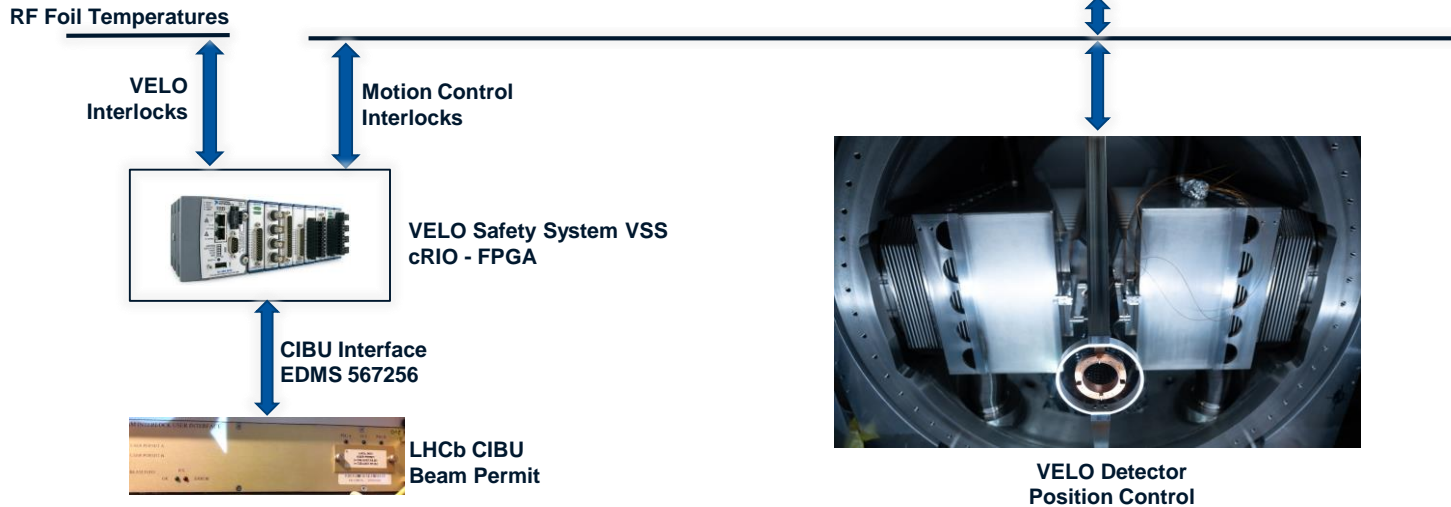 RF Foil Temperatures
VELO
Interlocks
Motion Control
Interlocks
VELO Safety System VSS
cRIO - FPGA
CIBU Interface
EDMS 567256
LHCb CIBU
Beam Permit
VELO Detector
Position Control